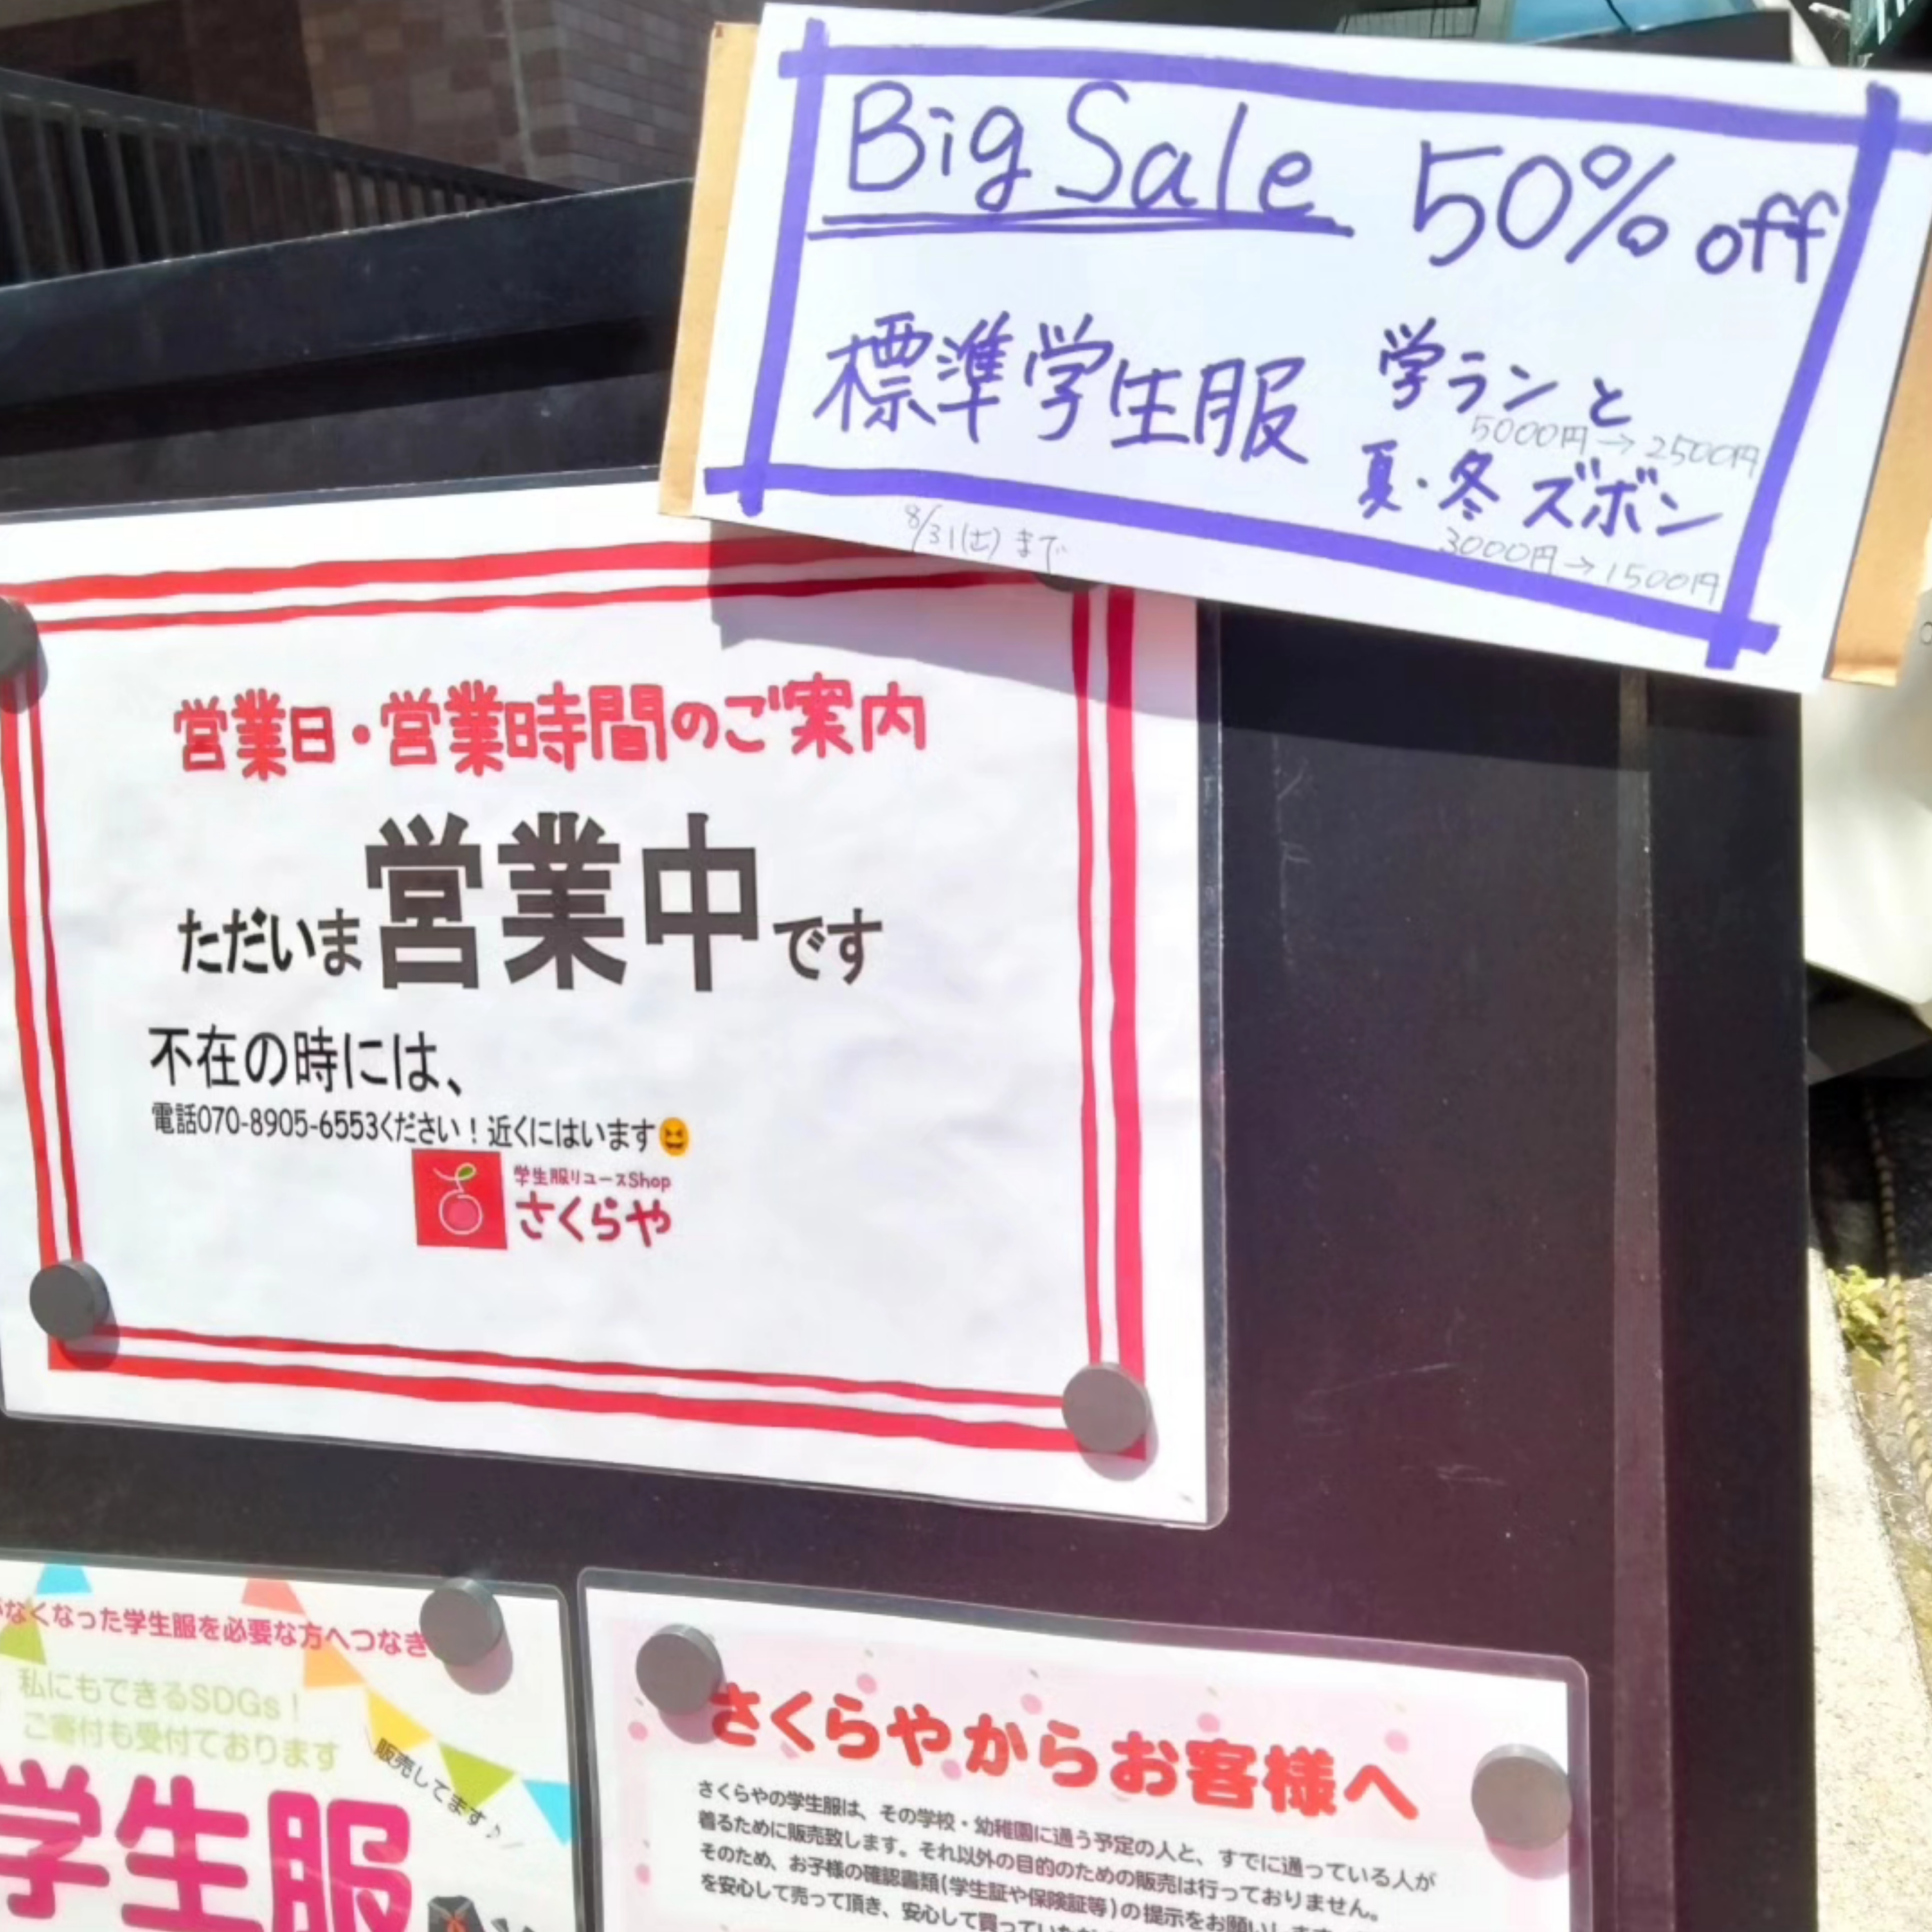 Big Sale 50% off
標準学生服 学ランと
5000円→2500円
夏・冬ズボン
3000円→1500円
8/31(土)まで
営業日・営業時間のご案内
ただいま営業中です
不在の時には、
電話070-8905-6553ください!近くにはいます😆
学生服リユースShop
さくらや
なくなった学生服を必要な方へつなぎ
私にもできるSDGs!
ご寄付も受付ております
販売してます♪
学生服
さくらやからお客様へ
さくらやの学生服は、その学校・幼稚園に通う予定の人と、すでに通っている人が
着るために販売致します。それ以外の目的のための販売は行っておりません。
そのため、お子様の確認書類(学生証や保険証等)の提示をお願いします
を安心して売って頂き、安心して買っていただ